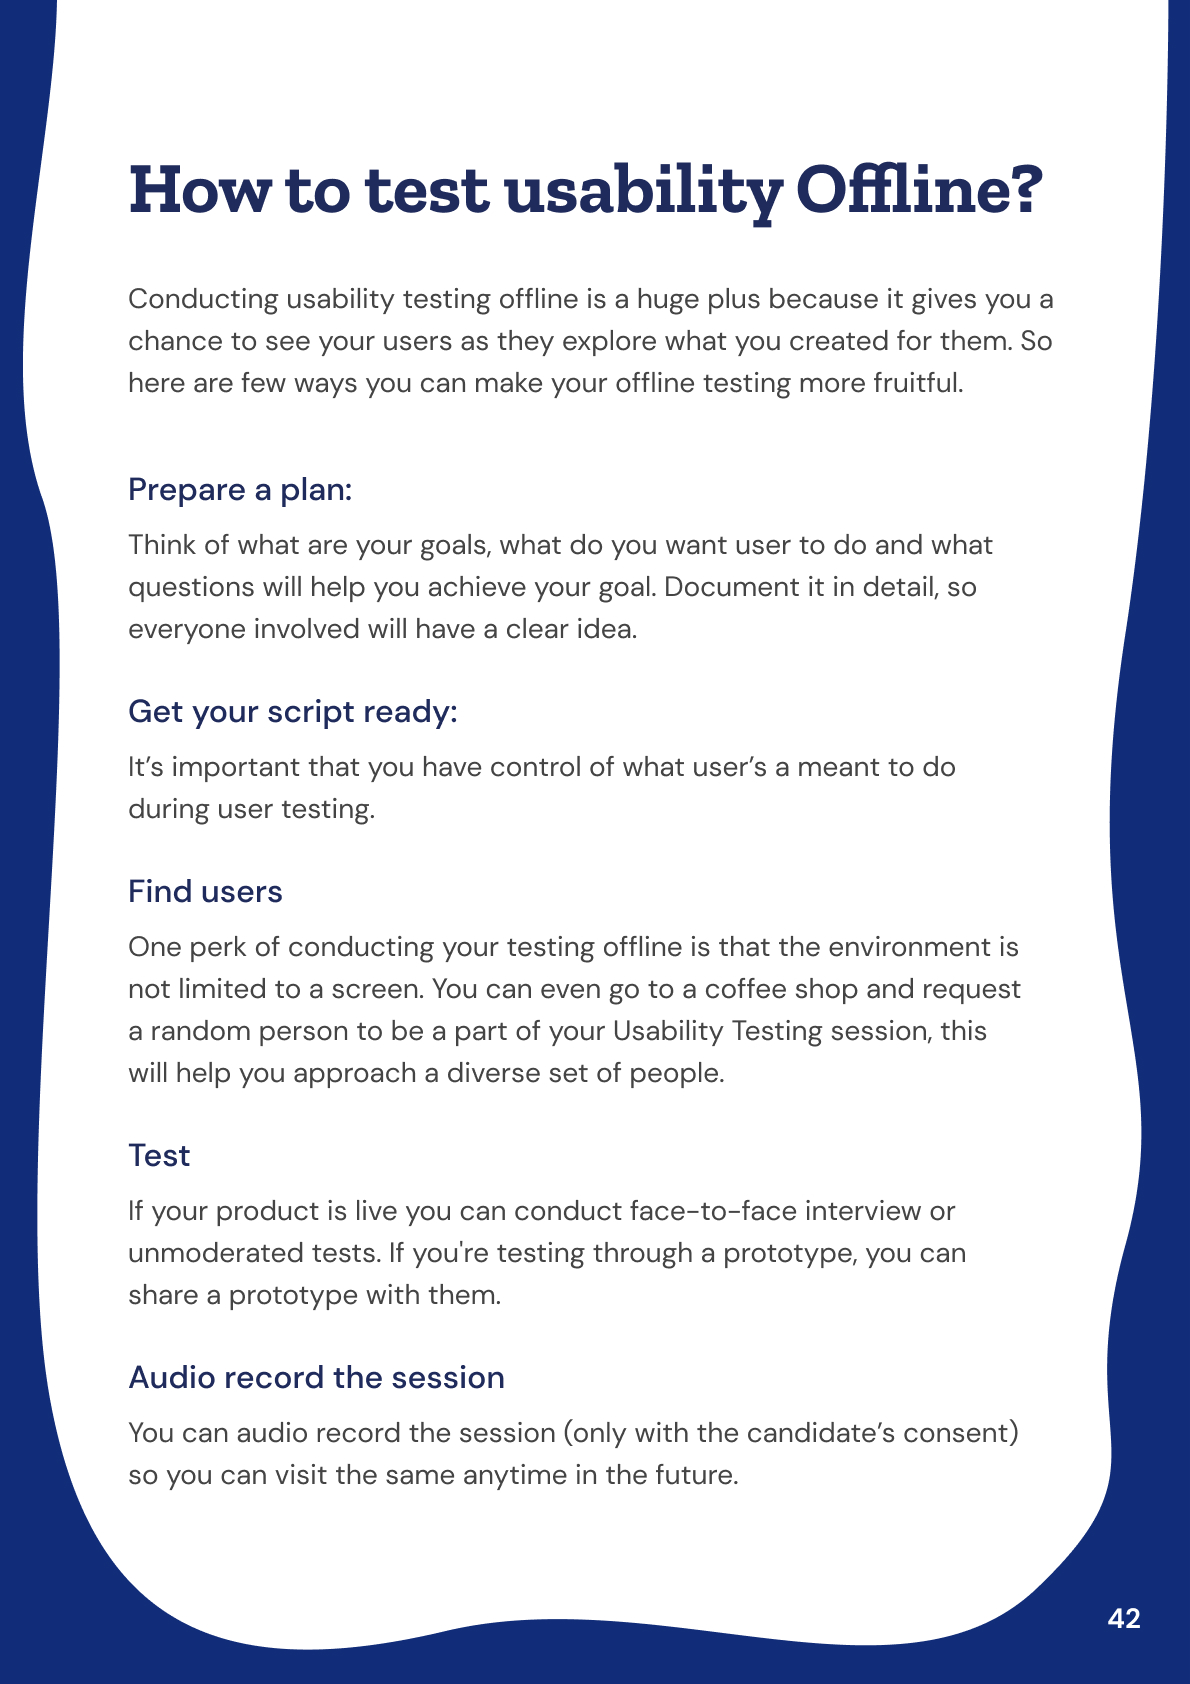 How to test usability Offline?
Conducting usability testing offline is a huge plus because it gives you a
chance to see your users as they explore what you created for them. So
here are few ways you can make your offline testing more fruitful.
Prepare a plan:
Think of what are your goals, what do you want user to do and what
questions will help you achieve your goal. Document it in detail, so
everyone involved will have a clear idea.
Get your script ready:
It’s important that you have control of what user’s a meant to do
during user testing.
Find users
One perk of conducting your testing offline is that the environment is
not limited to a screen. You can even go to a coffee shop and request
a random person to be a part of your Usability Testing session, this
will help you approach a diverse set of people.
Test
If your product is live you can conduct face-to-face interview or
unmoderated tests. If you're testing through a prototype, you can
share a prototype with them.
Audio record the session
You can audio record the session (only with the candidate’s consent)
so you can visit the same anytime in the future.
42